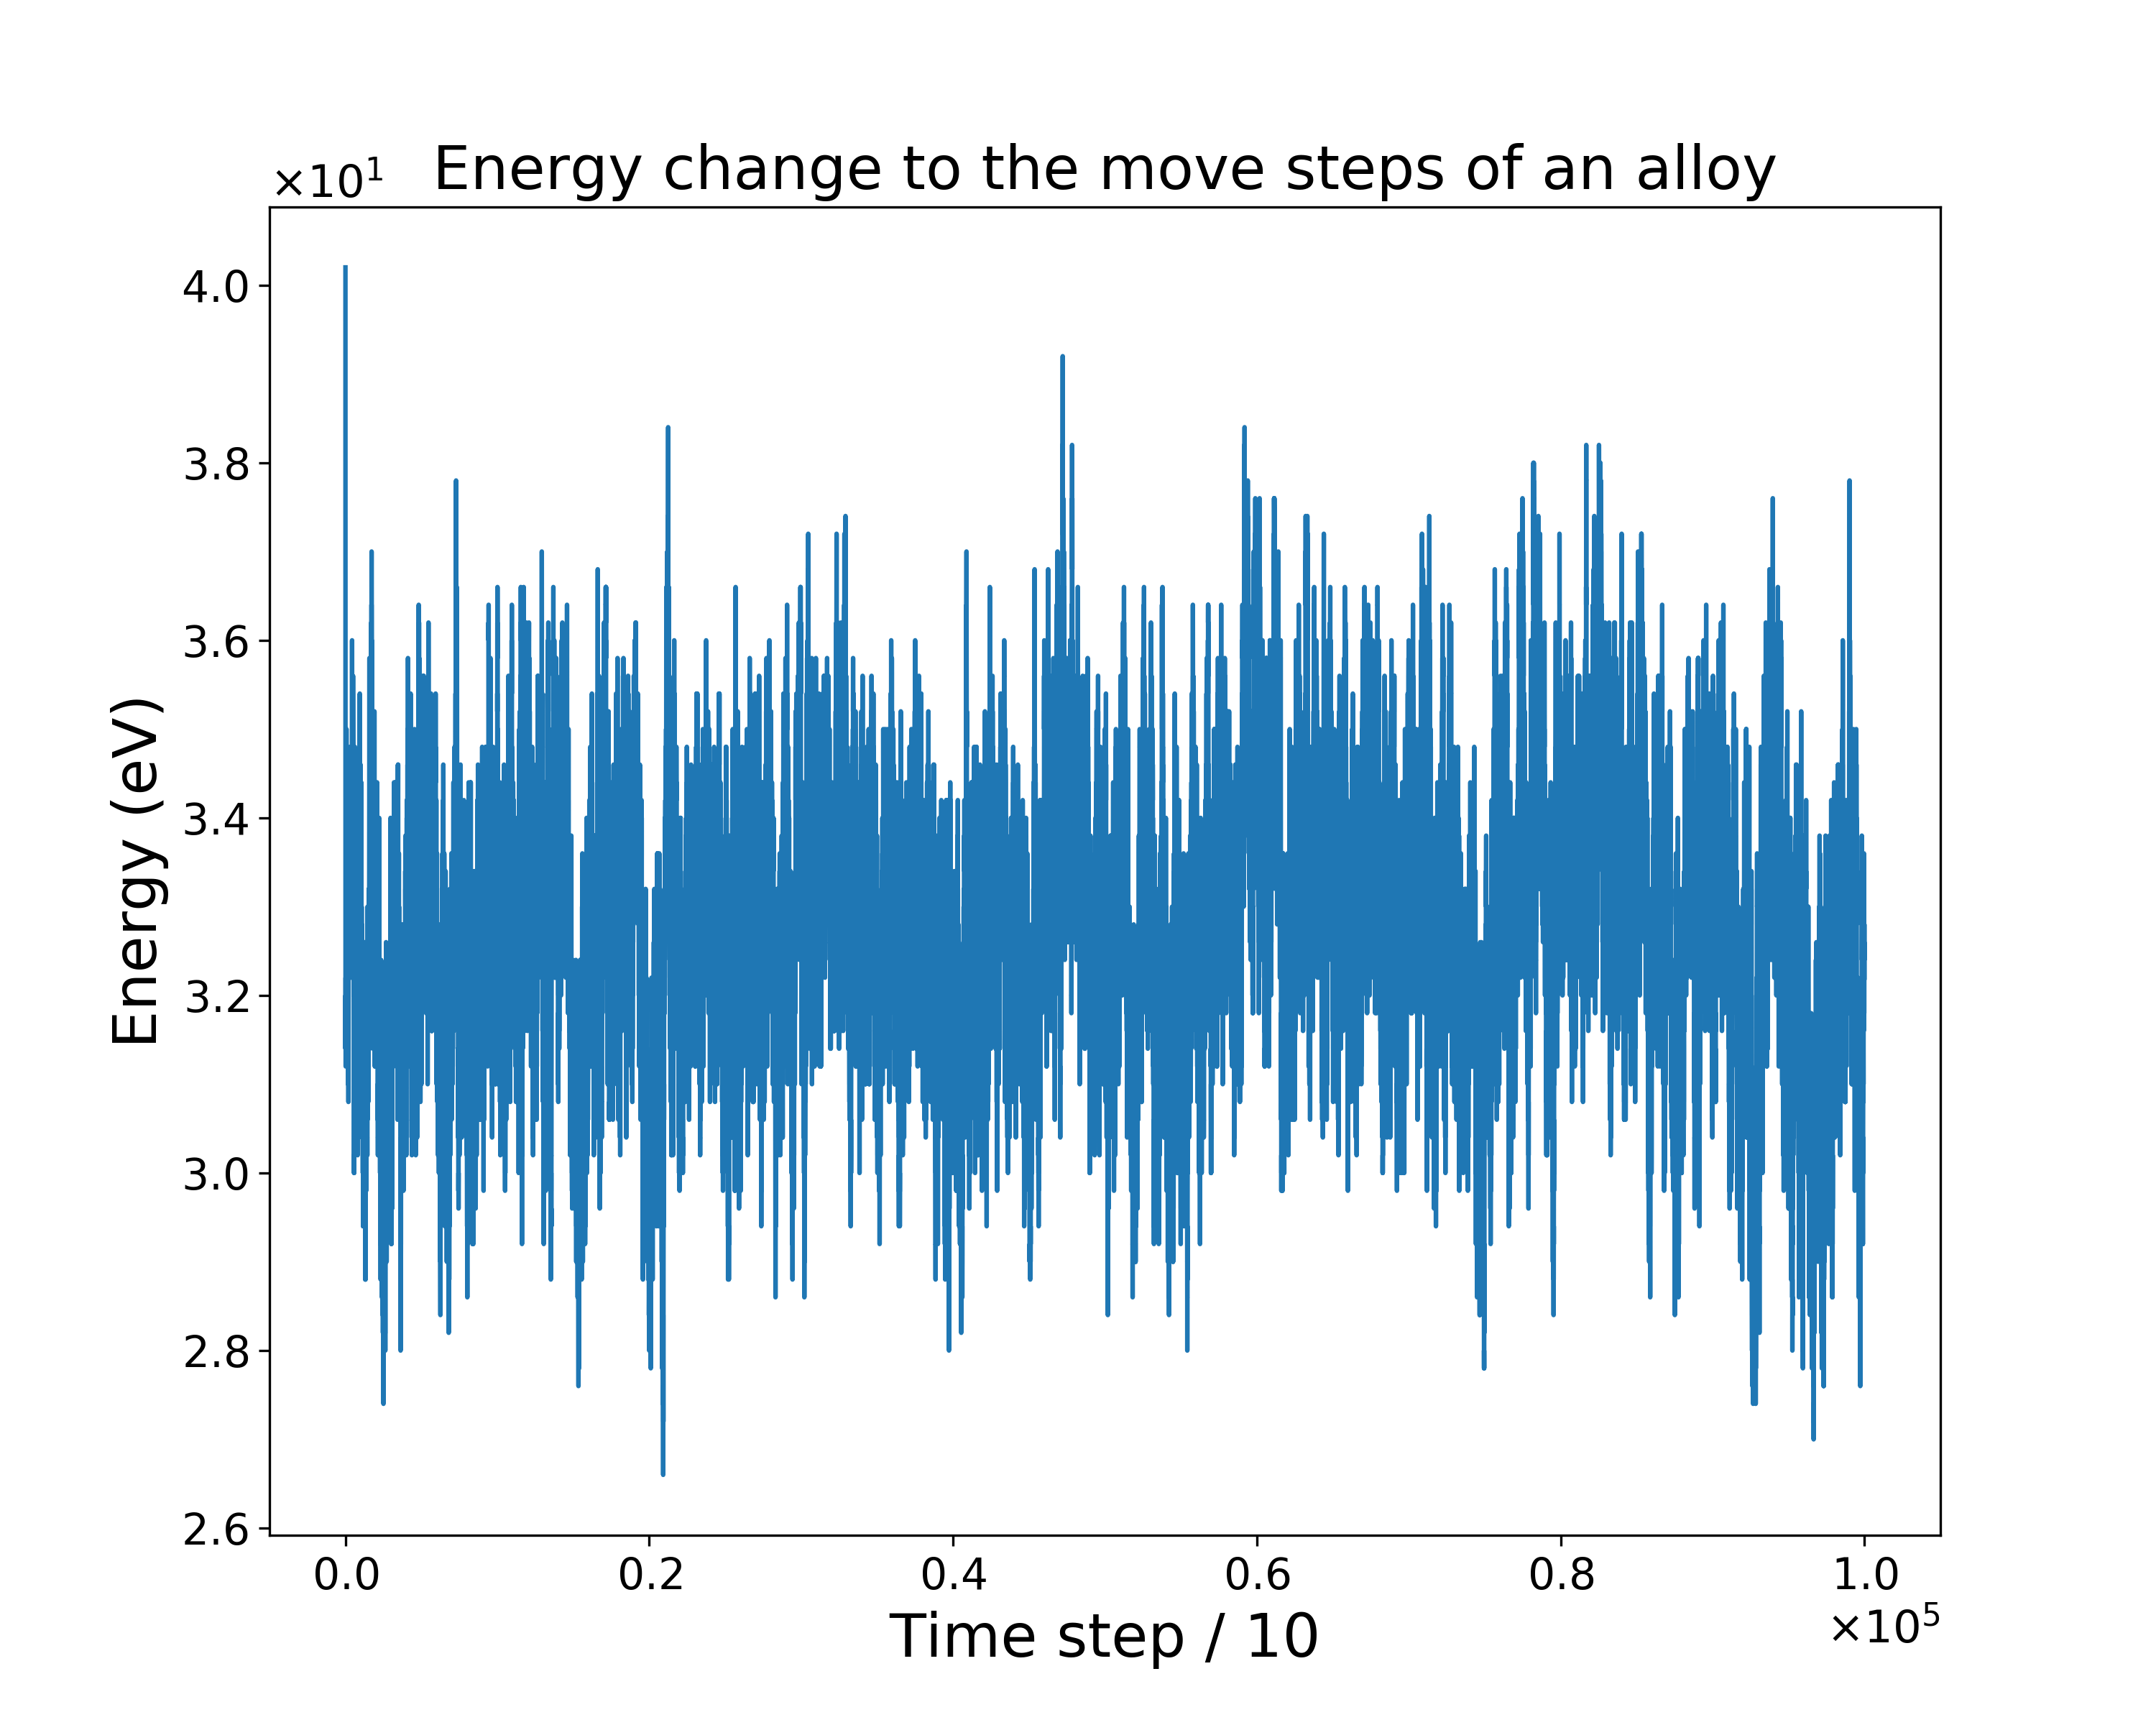 ×10¹
Energy change to the move steps of an alloy
4.0
3.8
3.6
3.4
3.2
3.0
2.8
2.6
Energy (eV)
0.0 0.2 0.4 0.6 0.8 1.0
Time step / 10
×10⁵